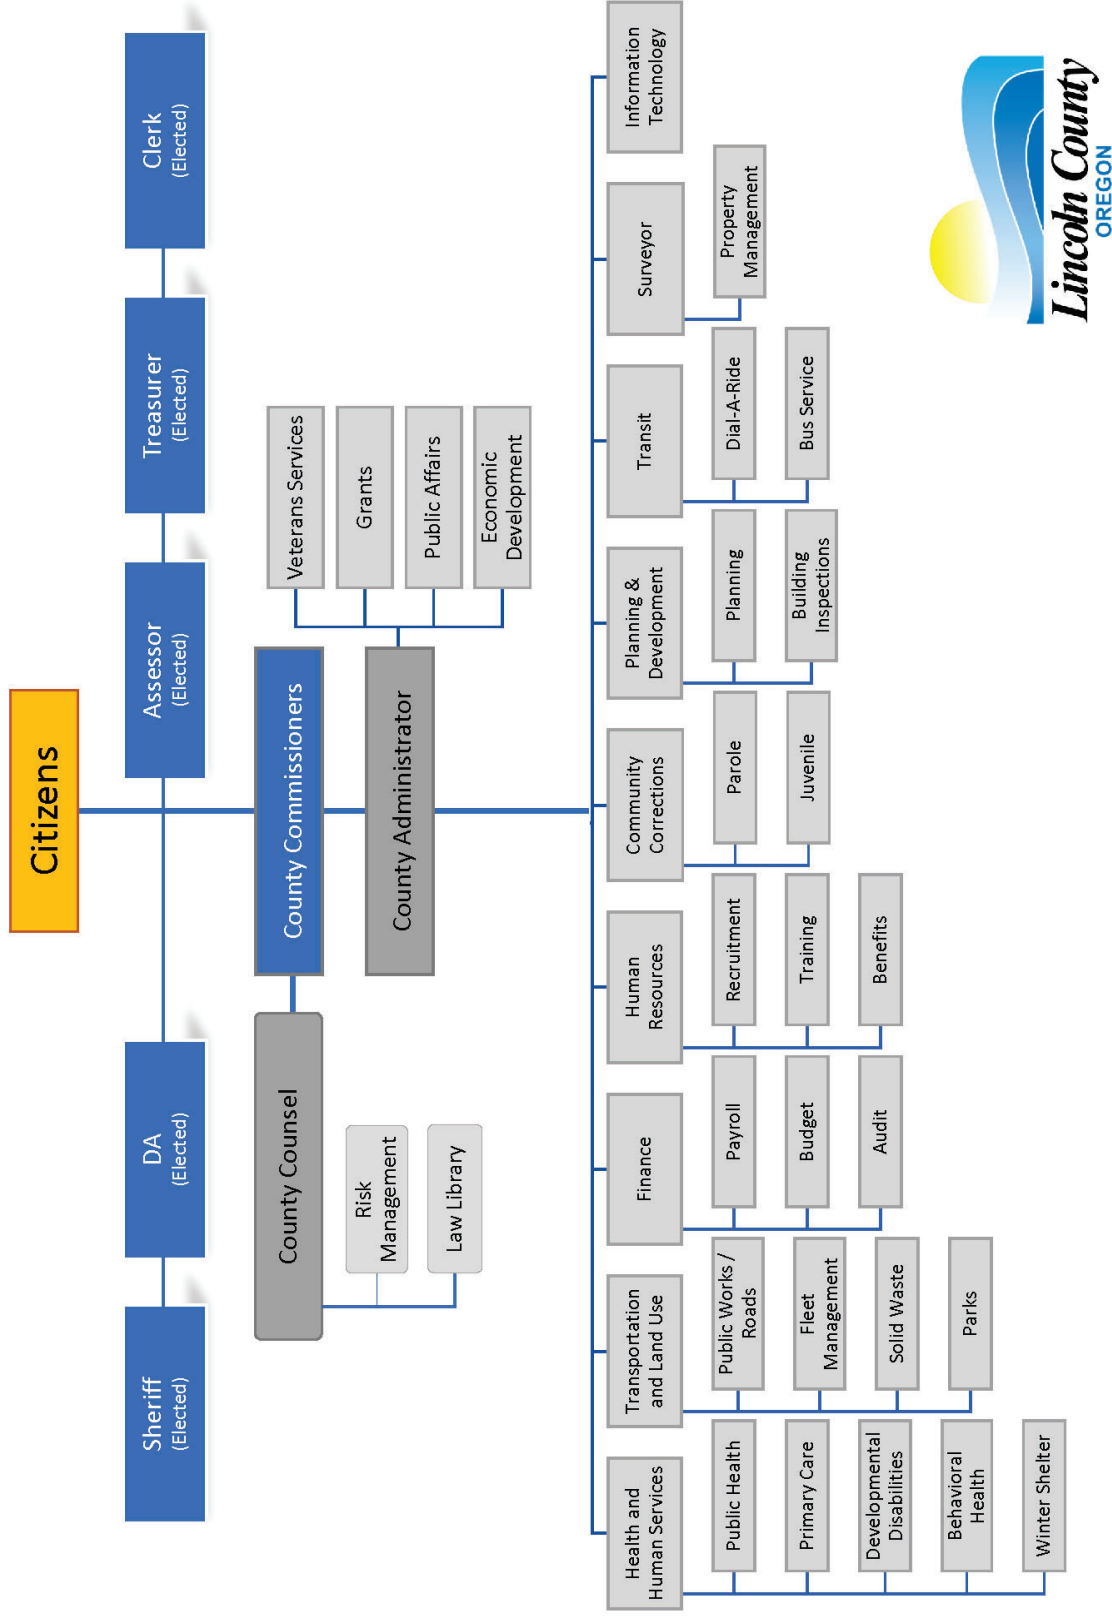 Citizens
Sheriff
(Elected)
DA
(Elected)
Assessor
(Elected)
Treasurer
(Elected)
Clerk
(Elected)
County Counsel
County Commissioners
Risk
Management
Law Library
County Administrator
Veterans Services
Grants
Public Affairs
Economic
Development
Health and
Human Services
Public Health
Primary Care
Developmental
Disabilities
Behavioral
Health
Winter Shelter
Transportation
and Land Use
Public Works /
Roads
Fleet
Management
Solid Waste
Parks
Finance
Payroll
Budget
Audit
Human
Resources
Recruitment
Training
Benefits
Community
Corrections
Parole
Juvenile
Planning &
Development
Planning
Building
Inspections
Transit
Dial-A-Ride
Bus Service
Surveyor
Property
Management
Information
Technology
Lincoln County
OREGON